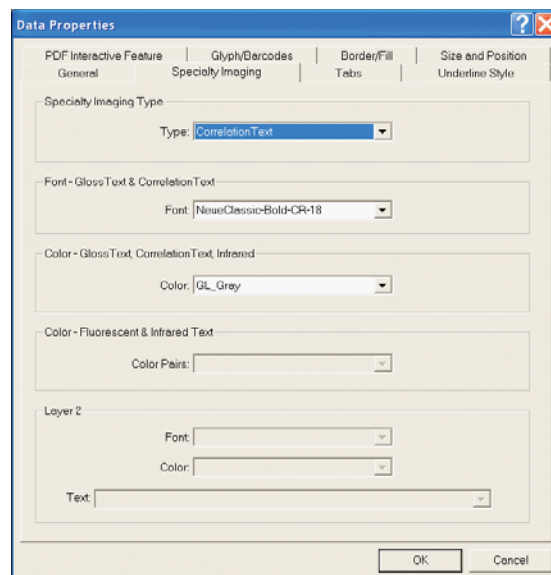 Data Properties
PDF Interactive Feature Glyph/Barcodes Border/Fill Size and Position
General Specialty Imaging Tabs Underline Style
Specialty Imaging Type
Type: CorrelationText
Font - GlossText & CorrelationText
Font: NeueClassic-Bold-CR-18
Color - GlossText, CorrelationText, Infrared
Color: GL_Gray
Color - Fluorescent & Infrared Text
Color Pairs:
Layer 2
Font:
Color:
Text:
OK Cancel